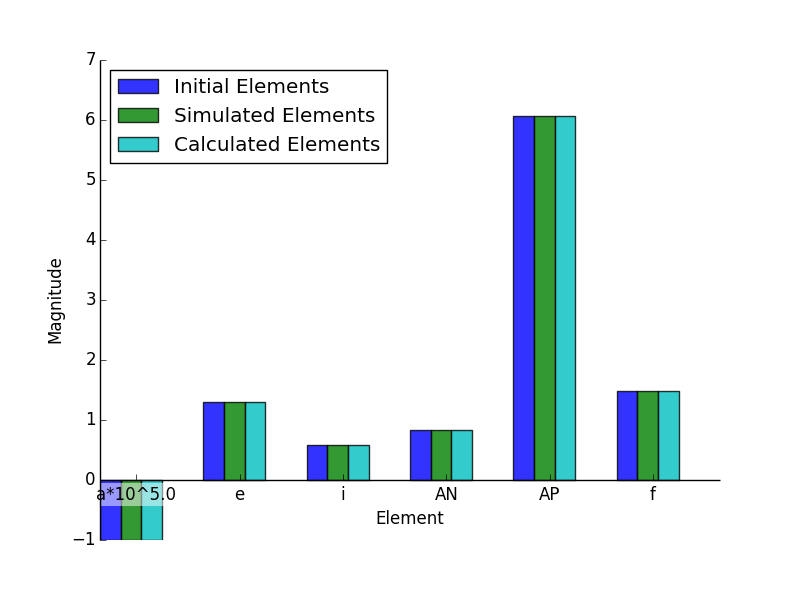 7
6
5
4
3
2
1
0
−1
Magnitude
Initial Elements
Simulated Elements
Calculated Elements
a*10^5.0 e i AN AP f
Element